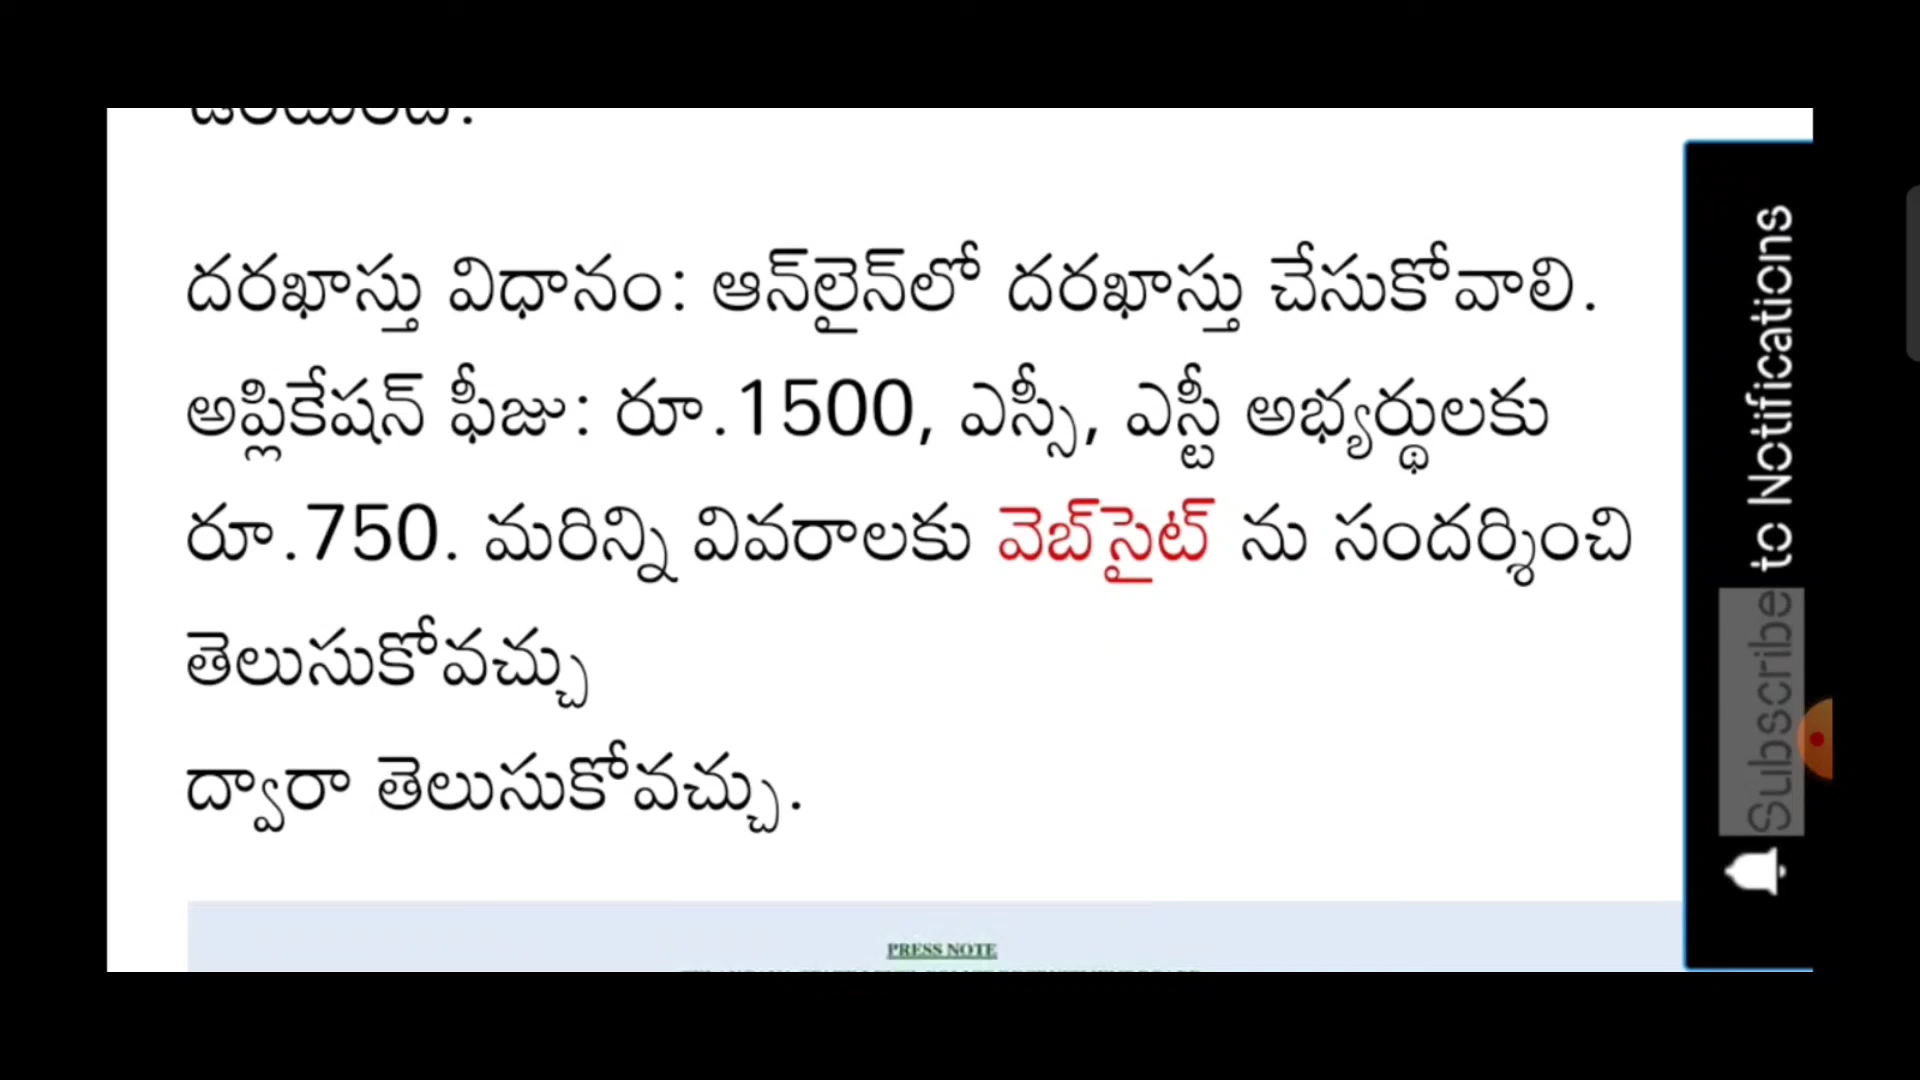 దరఖాస్తు విధానం: ఆన్‌లైన్‌లో దరఖాస్తు చేసుకోవాలి.
అప్లికేషన్ ఫీజు: రూ.1500, ఎస్సీ, ఎస్టీ అభ్యర్థులకు
రూ.750. మరిన్ని వివరాలకు వెబ్‌సైట్ ను సందర్శించి
తెలుసుకోవచ్చు
ద్వారా తెలుసుకోవచ్చు.
PRESS NOTE
Subscribe to Notifications